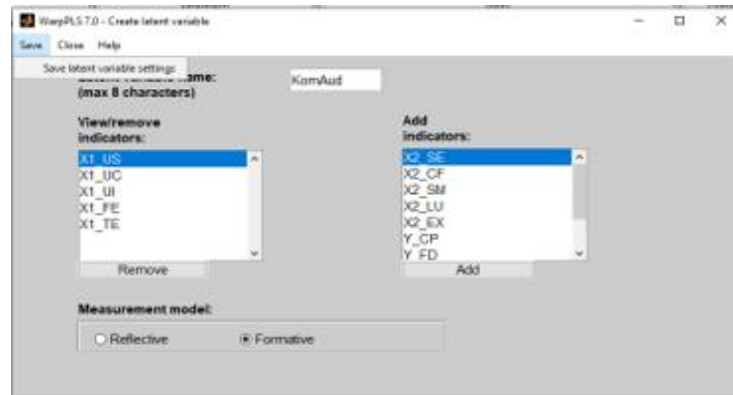 WarpPLS 7.0 - Create latent variable
Save Close Help
Save latent variable settings
(max 8 characters)
KomAud
View/remove
indicators:
X1_US
X1_UC
X1_UI
X1_FE
X1_TE
Remove
Add
indicators:
X2_SE
X2_CF
X2_SM
X2_LU
X2_EX
Y_CP
Y_FD
Add
Measurement model:
Reflective Formative